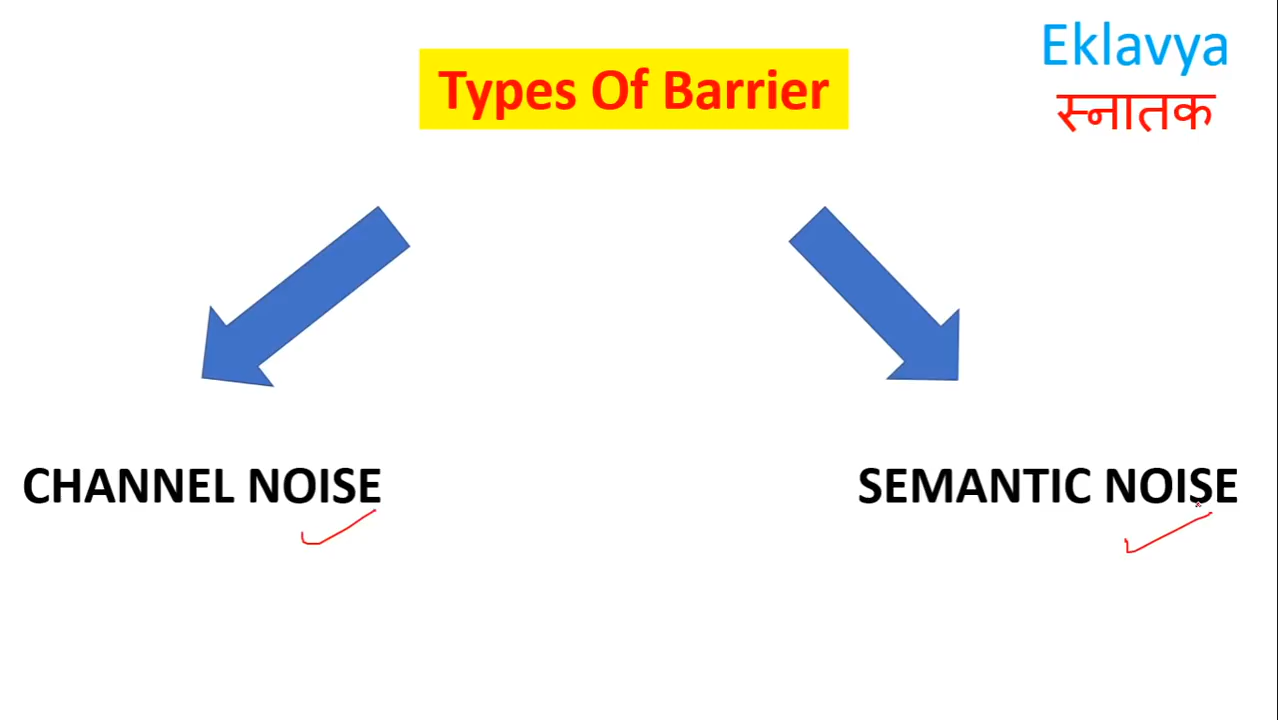 Eklavya
स्नातक
Types Of Barrier
CHANNEL NOISE
SEMANTIC NOISE